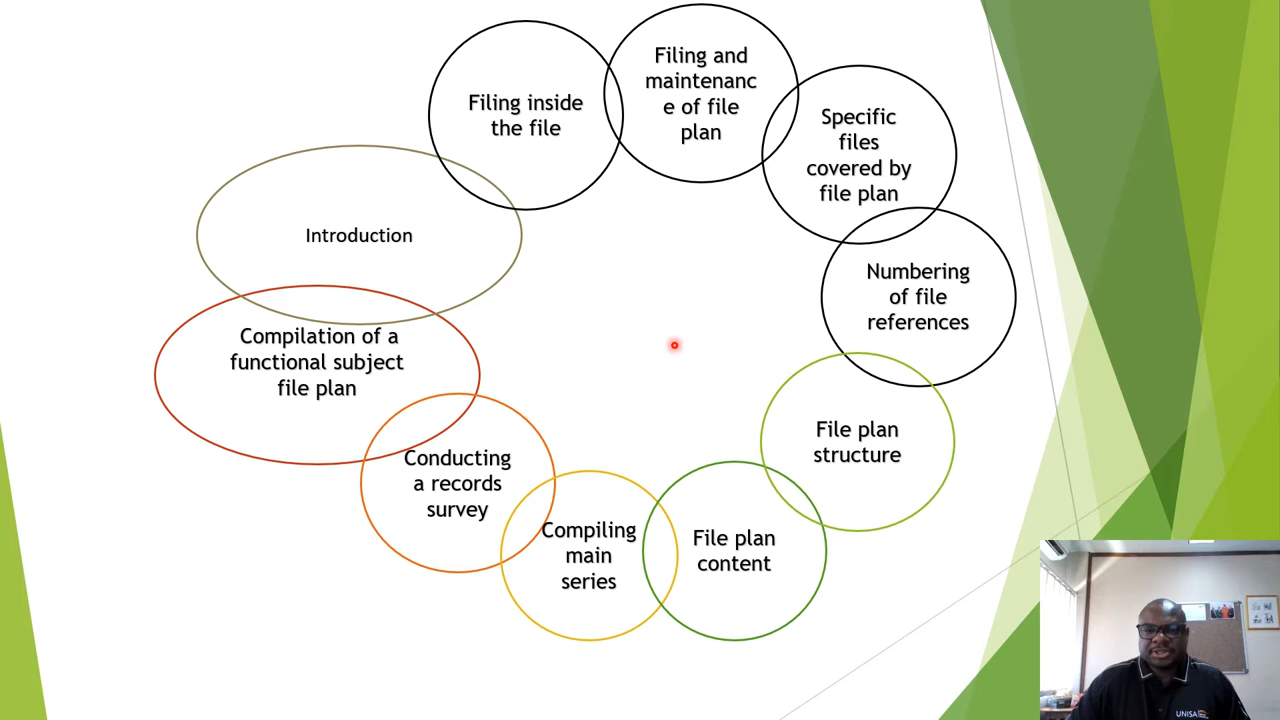 Filing and
maintenanc
e of file
plan
Filing inside
the file
Specific
files
covered by
file plan
Introduction
Numbering
of file
references
Compilation of a
functional subject
file plan
File plan
structure
Conducting
a records
survey
Compiling
main
series
File plan
content
UNISA